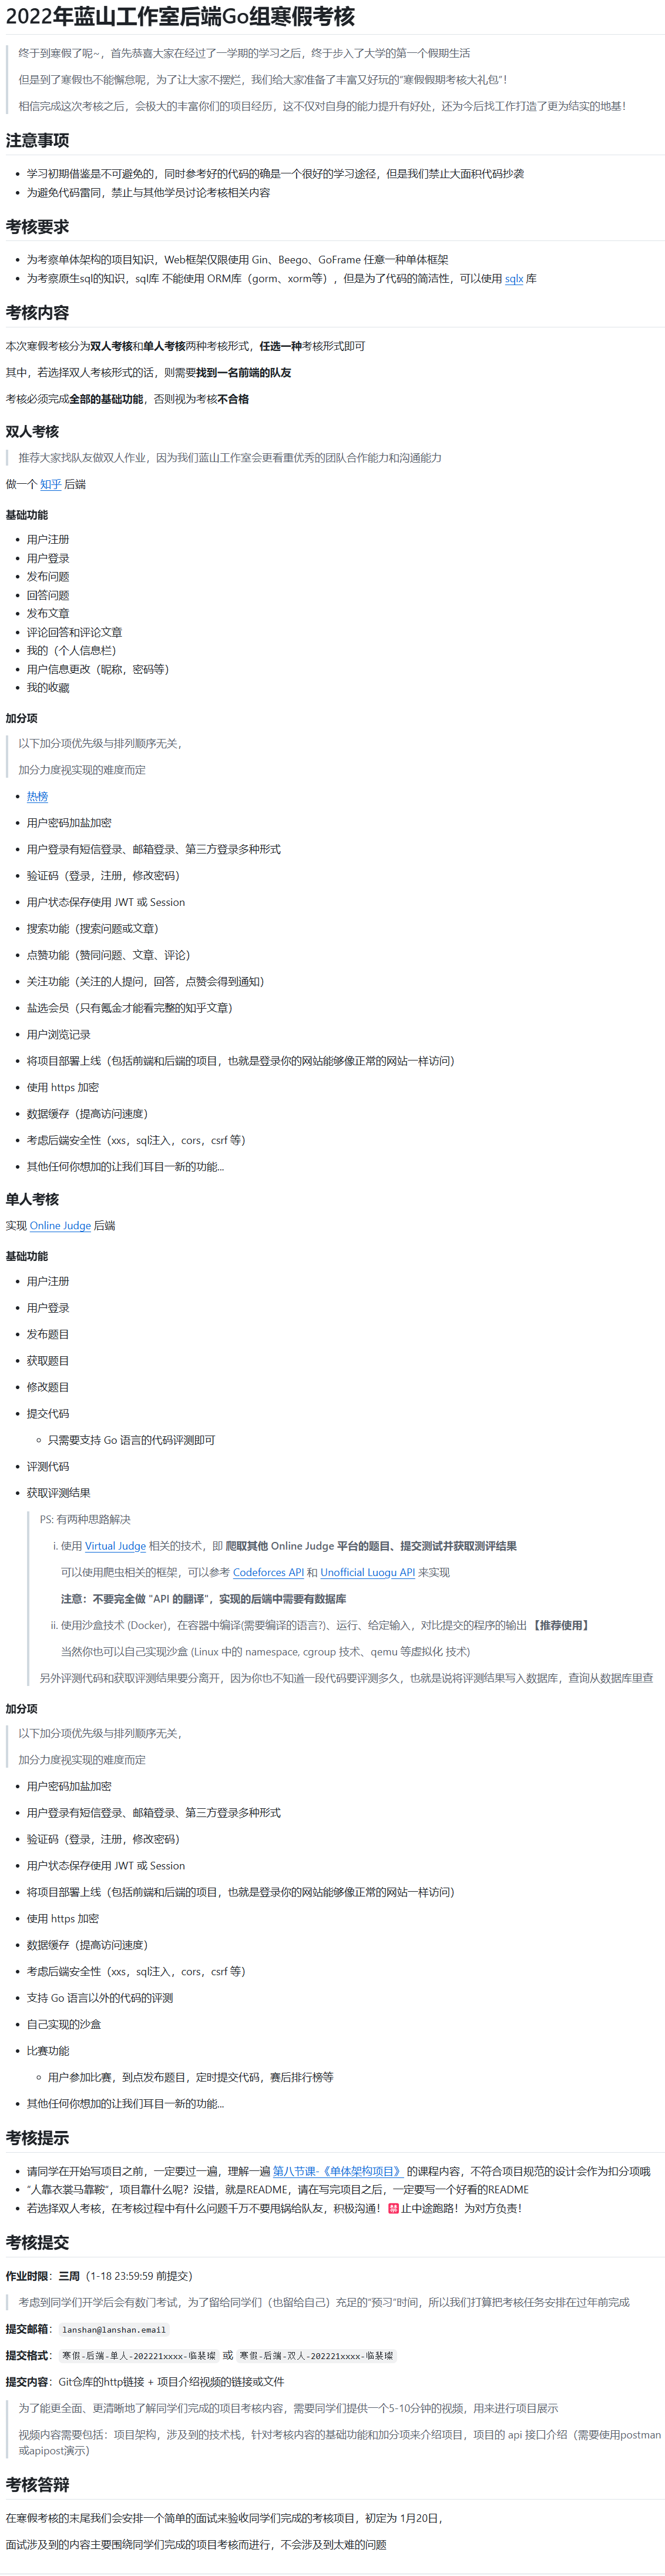 2022年蓝山工作室后端Go组寒假考核
终于到寒假了呢~，首先恭喜大家在经过了一学期的学习之后，终于步入了大学的第一个假期生活
但是到了寒假也不能懈怠呢，为了让大家不摆烂，我们给大家准备了丰富又好玩的"寒假假期考核大礼包"！
相信完成这次考核之后，会极大的丰富你们的项目经历，这不仅对自身的能力提升有好处，还为今后找工作打造了更为结实的地基！
注意事项
• 学习初期借鉴是不可避免的，同时参考好的代码的确是一个很好的学习途径，但是我们禁止大面积代码抄袭
• 为避免代码雷同，禁止与其他学员讨论考核相关内容
考核要求
• 为考察单体架构的项目知识，Web框架仅限使用 Gin、Beego、GoFrame 任意一种单体框架
• 为考察原生sql的知识，sql库 不能使用 ORM库（gorm、xorm等），但是为了代码的简洁性，可以使用 sqlx 库
考核内容
本次寒假考核分为双人考核和单人考核两种考核形式，任选一种考核形式即可
其中，若选择双人考核形式的话，则需要找到一名前端的队友
考核必须完成全部的基础功能，否则视为考核不合格
双人考核
推荐大家找队友做双人作业，因为我们蓝山工作室会更看重优秀的团队合作能力和沟通能力
做一个 知乎 后端
基础功能
• 用户注册
• 用户登录
• 发布问题
• 回答问题
• 发布文章
• 评论回答和评论文章
• 我的（个人信息栏）
• 用户信息更改（昵称，密码等）
• 我的收藏
加分项
以下加分项优先级与排列顺序无关，
加分力度视实现的难度而定
• 热榜
• 用户密码加盐加密
• 用户登录有短信登录、邮箱登录、第三方登录多种形式
• 验证码（登录，注册，修改密码）
• 用户状态保存使用 JWT 或 Session
• 搜索功能（搜索问题或文章）
• 点赞功能（赞同问题、文章、评论）
• 关注功能（关注的人提问，回答，点赞会得到通知）
• 盐选会员（只有氪金才能看完整的知乎文章）
• 用户浏览记录
• 将项目部署上线（包括前端和后端的项目，也就是登录你的网站能够像正常的网站一样访问）
• 使用 https 加密
• 数据缓存（提高访问速度）
• 考虑后端安全性（xxs，sql注入，cors，csrf 等）
• 其他任何你想加的让我们耳目一新的功能...
单人考核
实现 Online Judge 后端
基础功能
• 用户注册
• 用户登录
• 发布题目
• 获取题目
• 修改题目
• 提交代码
◦ 只需要支持 Go 语言的代码评测即可
• 评测代码
• 获取评测结果
PS: 有两种思路解决
i. 使用 Virtual Judge 相关的技术，即 爬取其他 Online Judge 平台的题目、提交测试并获取测评结果
可以使用爬虫相关的框架，可以参考 Codeforces API 和 Unofficial Luogu API 来实现
注意：不要完全做 "API 的翻译"，实现的后端中需要有数据库
ii. 使用沙盒技术 (Docker)，在容器中编译(需要编译的语言?)、运行、给定输入，对比提交的程序的输出 【推荐使用】
当然你也可以自己实现沙盒 (Linux 中的 namespace, cgroup 技术、qemu 等虚拟化 技术)
另外评测代码和获取评测结果要分离开，因为你也不知道一段代码要评测多久，也就是说将评测结果写入数据库，查询从数据库里查
加分项
以下加分项优先级与排列顺序无关，
加分力度视实现的难度而定
• 用户密码加盐加密
• 用户登录有短信登录、邮箱登录、第三方登录多种形式
• 验证码（登录，注册，修改密码）
• 用户状态保存使用 JWT 或 Session
• 将项目部署上线（包括前端和后端的项目，也就是登录你的网站能够像正常的网站一样访问）
• 使用 https 加密
• 数据缓存（提高访问速度）
• 考虑后端安全性（xxs，sql注入，cors，csrf 等）
• 支持 Go 语言以外的代码的评测
• 自己实现的沙盒
• 比赛功能
◦ 用户参加比赛，到点发布题目，定时提交代码，赛后排行榜等
• 其他任何你想加的让我们耳目一新的功能...
考核提示
• 请同学在开始写项目之前，一定要过一遍，理解一遍 第八节课-《单体架构项目》 的课程内容，不符合项目规范的设计会作为扣分项哦
• "人靠衣裳马靠鞍"，项目靠什么呢？没错，就是README，请在写完项目之后，一定要写一个好看的README
• 若选择双人考核，在考核过程中有什么问题千万不要甩锅给队友，积极沟通！ 止中途跑路！为对方负责！
考核提交
作业时限：三周（1-18 23:59:59 前提交）
考虑到同学们开学后会有数门考试，为了留给同学们（也留给自己）充足的"预习"时间，所以我们打算把考核任务安排在过年前完成
提交邮箱：lanshan@lanshan.email
提交格式：寒假-后端-单人-202221xxxx-临装璨 或 寒假-后端-双人-202221xxxx-临装璨
提交内容：Git仓库的http链接 + 项目介绍视频的链接或文件
为了能更全面、更清晰地了解同学们完成的项目考核内容，需要同学们提供一个5-10分钟的视频，用来进行项目展示
视频内容需要包括：项目架构，涉及到的技术栈，针对考核内容的基础功能和加分项来介绍项目，项目的 api 接口介绍（需要使用postman
或apipost演示）
考核答辩
在寒假考核的末尾我们会安排一个简单的面试来验收同学们完成的考核项目，初定为 1月20日，
面试涉及到的内容主要围绕同学们完成的项目考核而进行，不会涉及到太难的问题